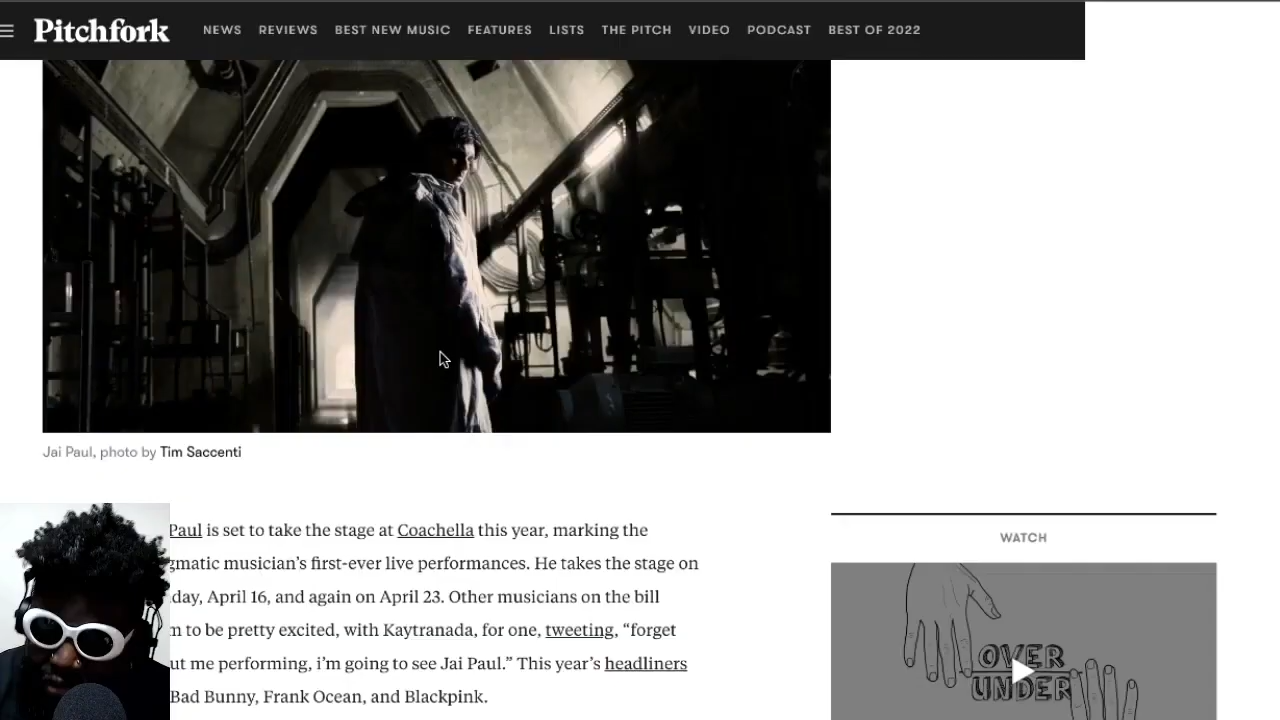 Pitchfork NEWS REVIEWS BEST NEW MUSIC FEATURES LISTS THE PITCH VIDEO PODCAST BEST OF 2022
Jai Paul, photo by Tim Saccenti
Paul is set to take the stage at Coachella this year, marking the
gmatic musician’s first-ever live performances. He takes the stage on
day, April 16, and again on April 23. Other musicians on the bill
m to be pretty excited, with Kaytranada, for one, tweeting, “forget
ut me performing, i’m going to see Jai Paul.” This year’s headliners
Bad Bunny, Frank Ocean, and Blackpink.
WATCH
OVER
UNDER